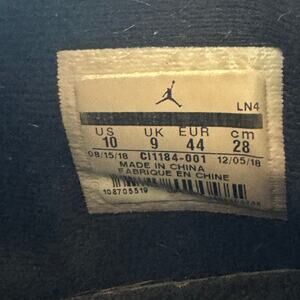 LN4
US UK EUR cm
10 9 44 28
08/15/18 CI1184-001 12/05/18
MADE IN CHINA
FABRIQUE EN CHINE
108705519